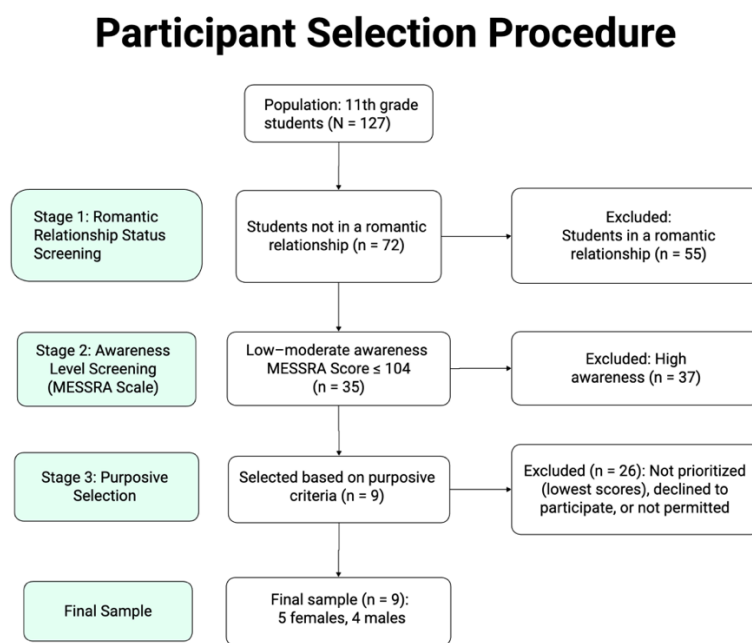 Participant Selection Procedure
Population: 11th grade
students (N = 127)
Stage 1: Romantic
Relationship Status
Screening
Students not in a romantic
relationship (n = 72)
Excluded:
Students in a romantic
relationship (n = 55)
Stage 2: Awareness
Level Screening
(MESSRA Scale)
Low–moderate awareness
MESSRA Score ≤ 104
(n = 35)
Excluded: High
awareness (n = 37)
Stage 3: Purposive
Selection
Selected based on purposive
criteria (n = 9)
Excluded (n = 26): Not prioritized
(lowest scores), declined to
participate, or not permitted
Final Sample
Final sample (n = 9):
5 females, 4 males